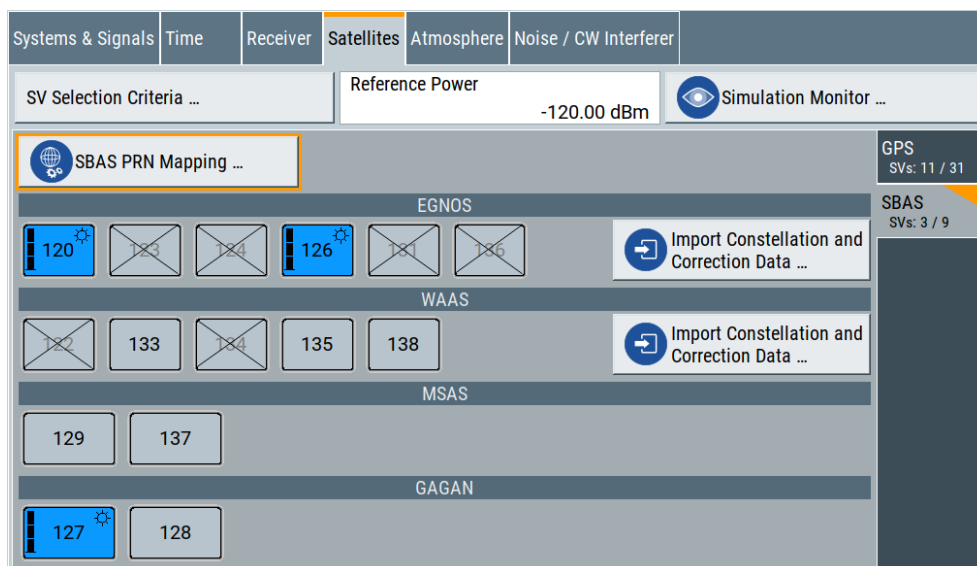 Systems & Signals Time Receiver Satellites Atmosphere Noise / CW Interferer
SV Selection Criteria ...
Reference Power
-120.00 dBm
Simulation Monitor ...
SBAS PRN Mapping ...
GPS
SVs: 11 / 31
SBAS
SVs: 3 / 9
EGNOS
120 123 124 126 131 136
Import Constellation and
Correction Data ...
WAAS
122 133 134 135 138
Import Constellation and
Correction Data ...
MSAS
129 137
GAGAN
127 128